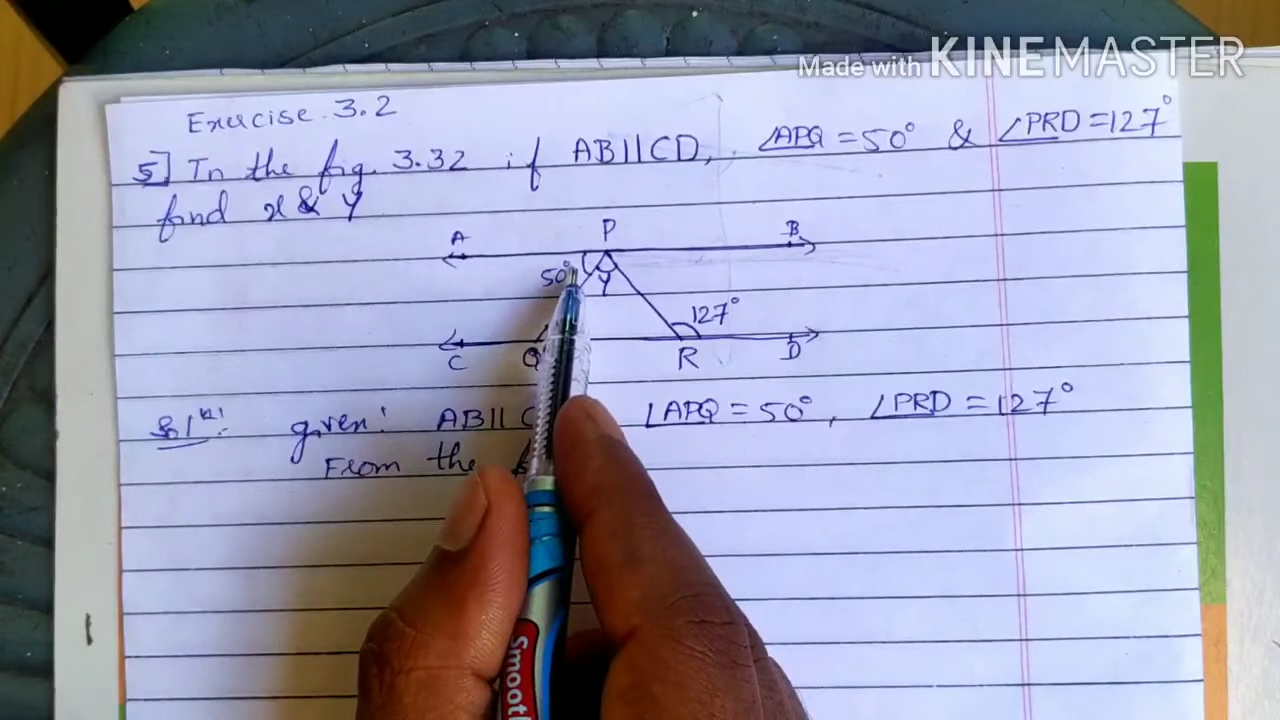 Made with KINEMASTER
Exercise 3.2
5] In the fig. 3.32 if AB||CD, ∠APQ = 50° & ∠PRD = 127°
find x & y
A P B
50° y
127°
C Q R D
Sol^n: given: AB||C ∠APQ = 50°, ∠PRD = 127°
From the
Smooth